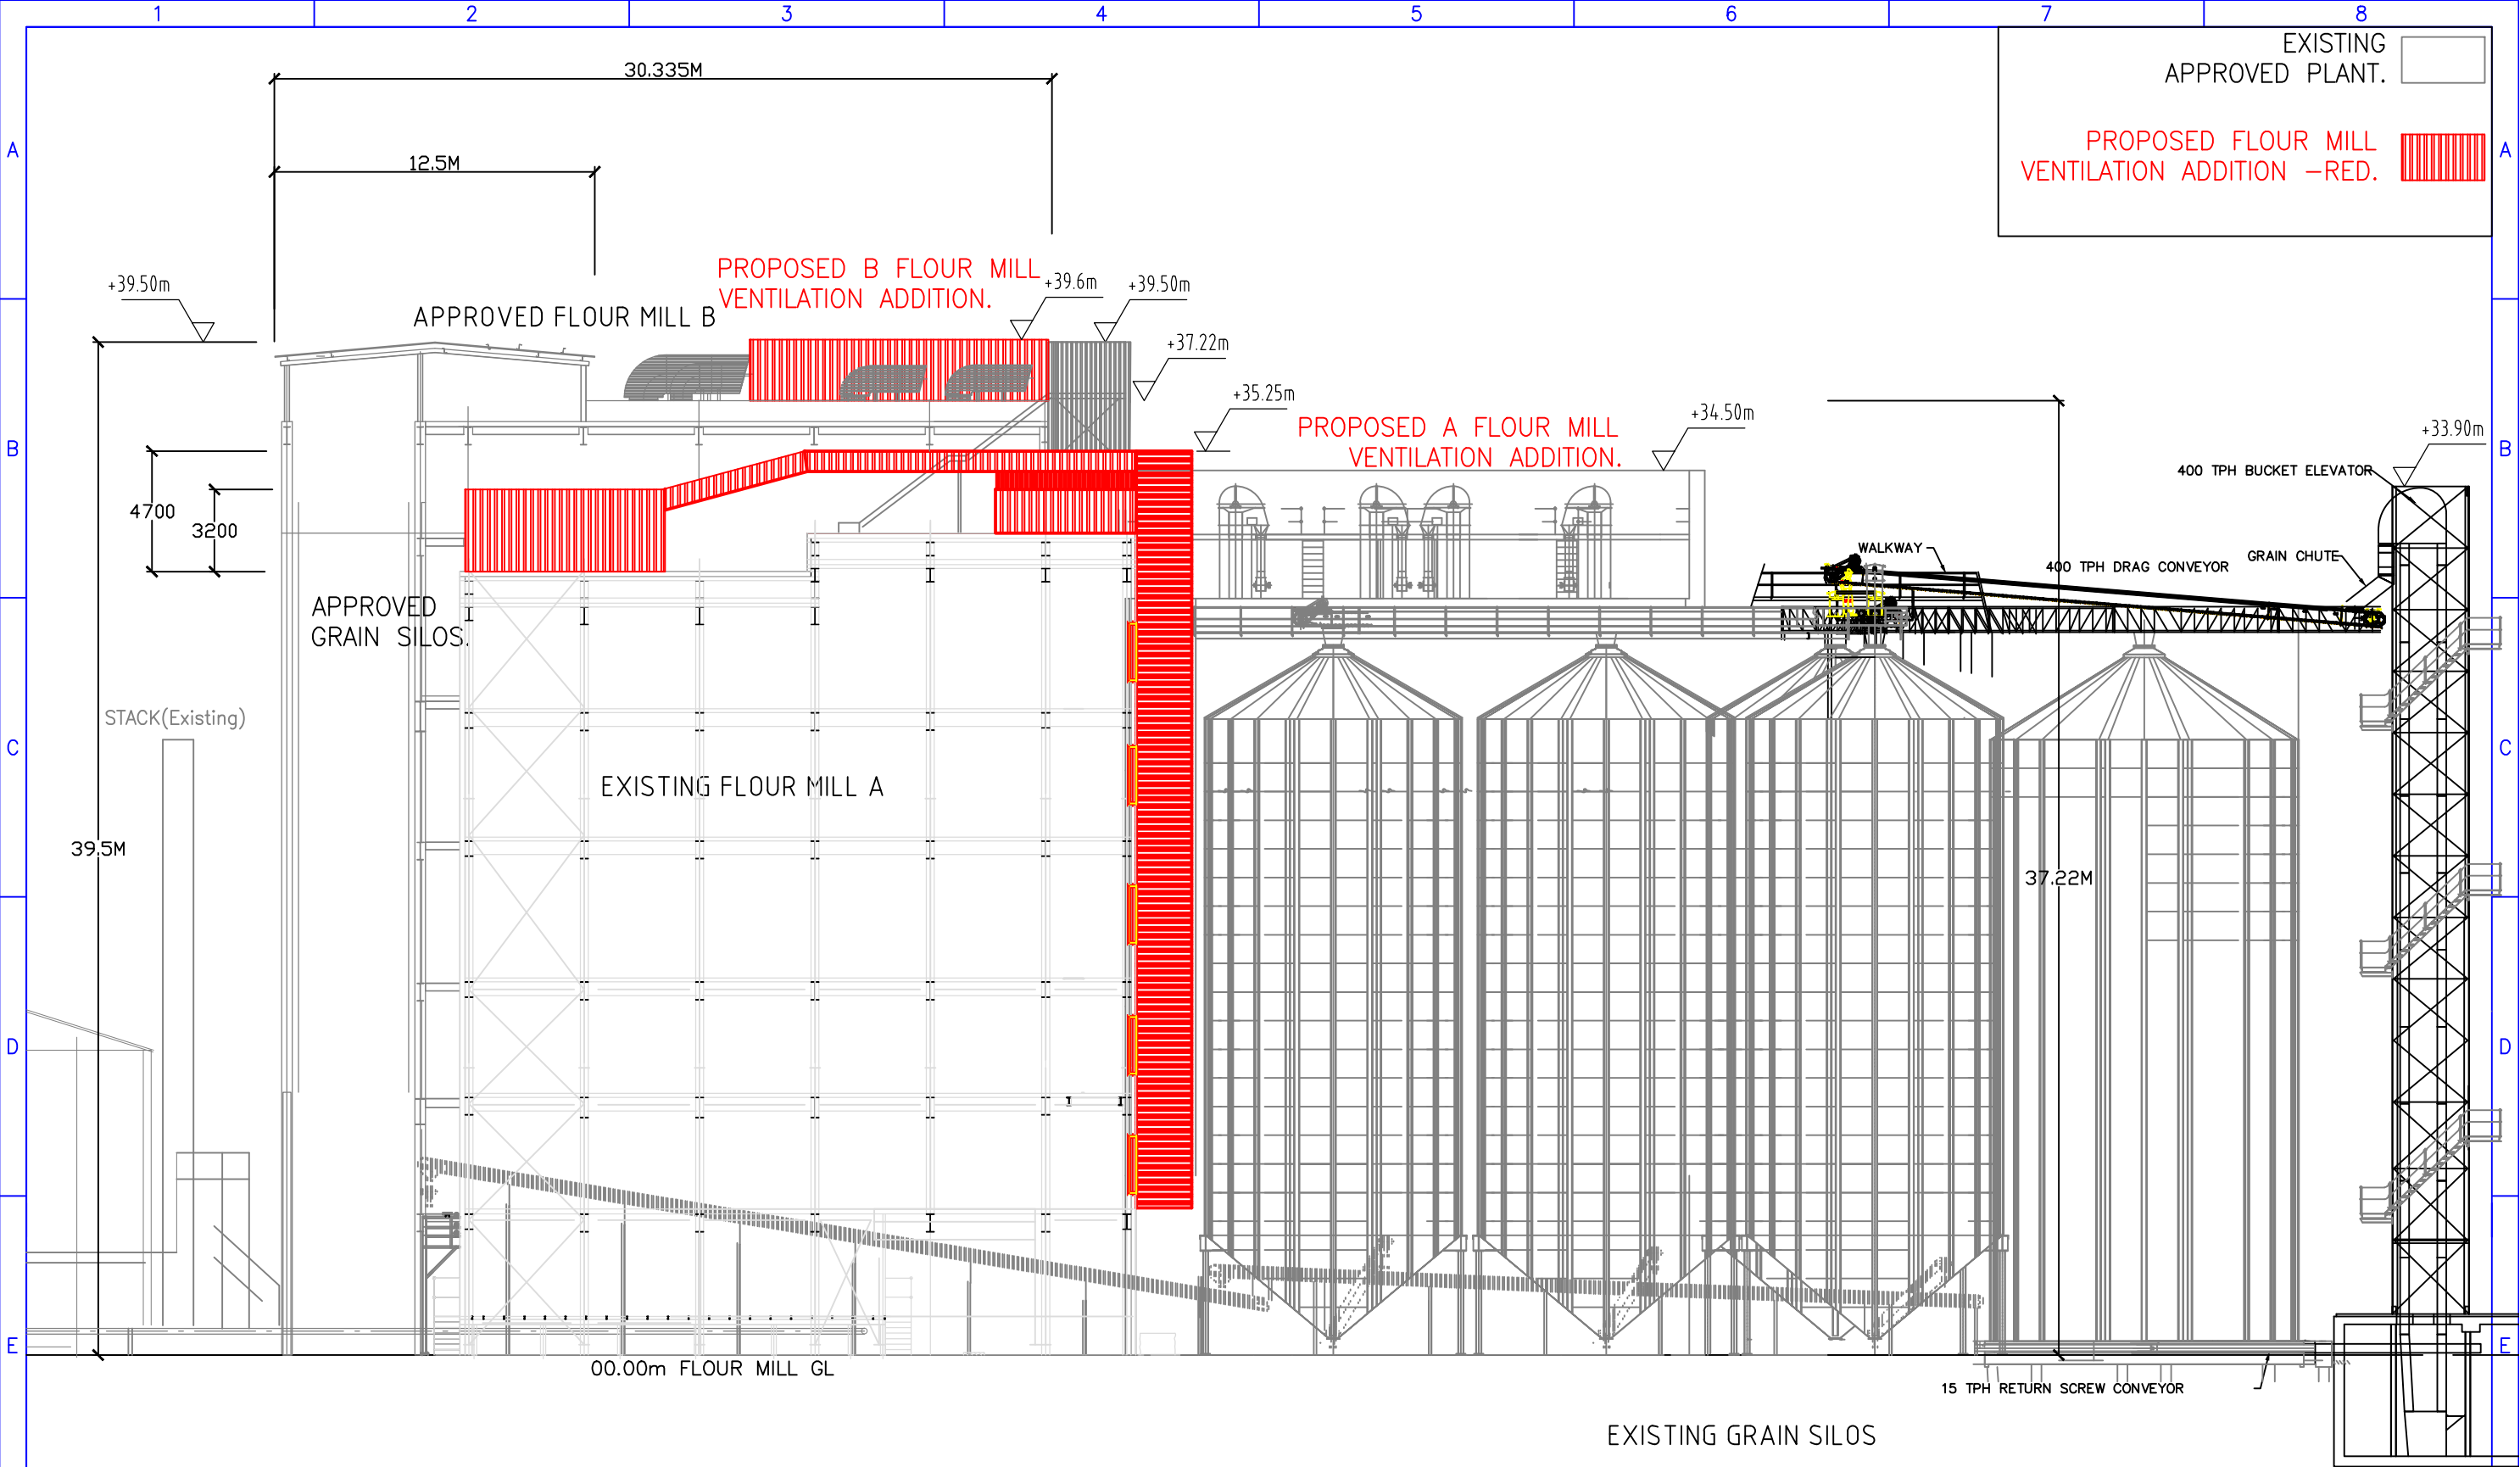 1 2 3 4 5 6 7 8
EXISTING
APPROVED PLANT.
PROPOSED FLOUR MILL
VENTILATION ADDITION -RED.
A A
30.335M
12.5M
+39.50m
APPROVED FLOUR MILL B
PROPOSED B FLOUR MILL
VENTILATION ADDITION.
+39.6m
+39.50m
+37.22m
+35.25m
PROPOSED A FLOUR MILL
VENTILATION ADDITION.
+34.50m
+33.90m
B B
400 TPH BUCKET ELEVATOR
4700
3200
WALKWAY
400 TPH DRAG CONVEYOR
GRAIN CHUTE
APPROVED
GRAIN SILOS.
STACK(Existing)
C C
EXISTING FLOUR MILL A
39.5M
37.22M
D D
E E
00.00m FLOUR MILL GL
15 TPH RETURN SCREW CONVEYOR
EXISTING GRAIN SILOS